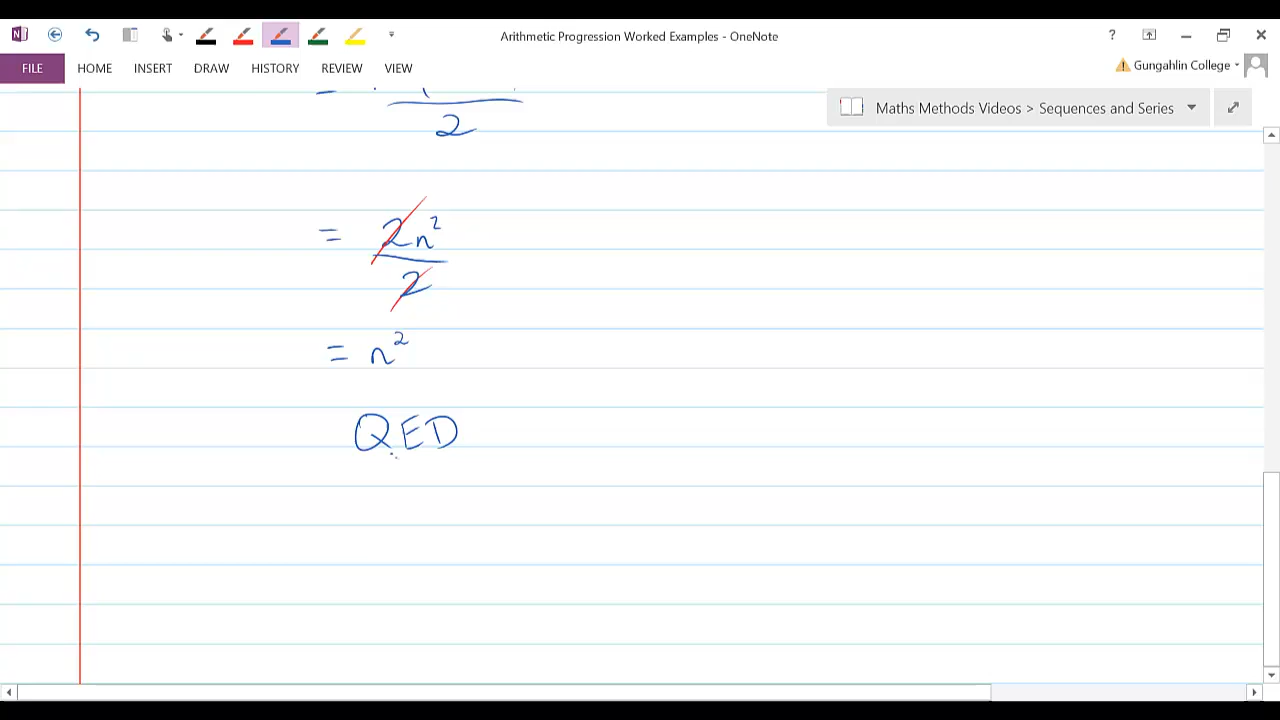 Arithmetic Progression Worked Examples - OneNote
?
Gungahlin College
FILE HOME INSERT DRAW HISTORY REVIEW VIEW
Maths Methods Videos > Sequences and Series
=
2
= 2n²
2
= n²
QED